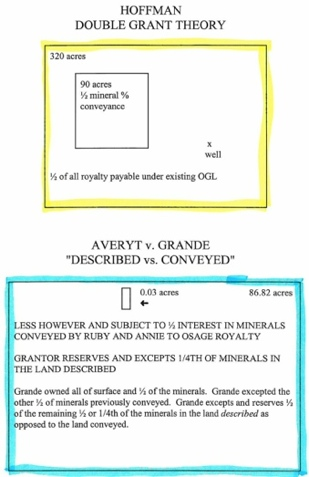 HOFFMAN
DOUBLE GRANT THEORY
320 acres
90 acres
½ mineral %
conveyance
x
well
½ of all royalty payable under existing OGL
AVERYT v. GRANDE
"DESCRIBED vs. CONVEYED"
0.03 acres
86.82 acres
LESS HOWEVER AND SUBJECT TO ½ INTEREST IN MINERALS
CONVEYED BY RUBY AND ANNIE TO OSAGE ROYALTY
GRANTOR RESERVES AND EXCEPTS 1/4TH OF MINERALS IN
THE LAND DESCRIBED
Grande owned all of surface and ½ of the minerals. Grande excepted the
other ½ of minerals previously conveyed. Grande excepts and reserves ½
of the remaining ½ or 1/4th of the minerals in the land described as
opposed to the land conveyed.